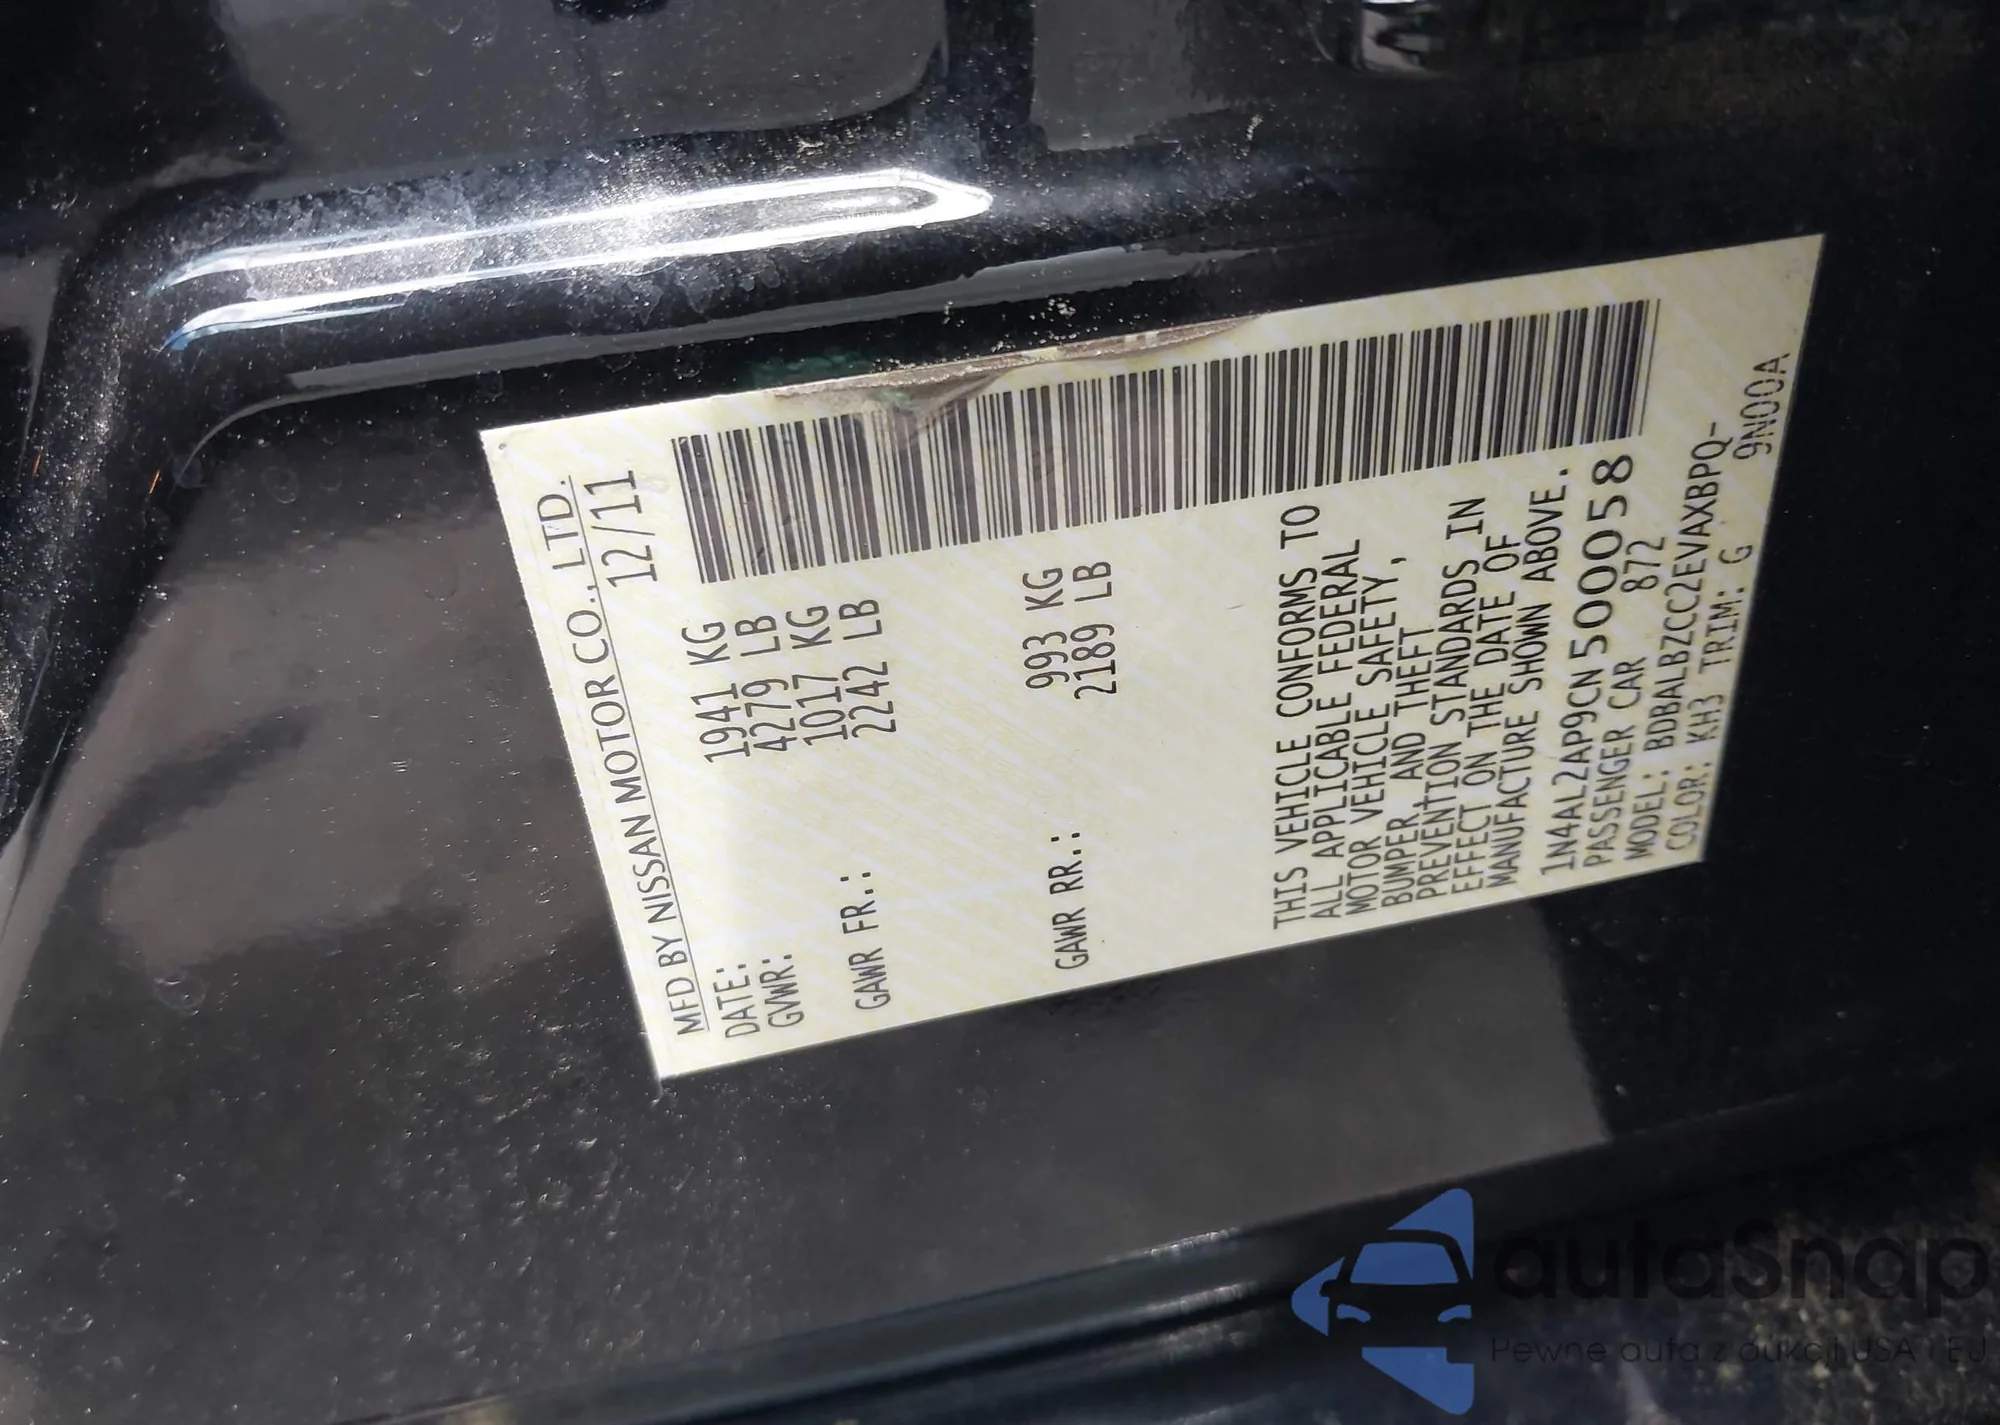 MFD BY NISSAN MOTOR CO., LTD.
DATE: 12/11
GVWR: 1941 KG
4279 LB
GAWR FR.: 1017 KG
2242 LB
GAWR RR.: 993 KG
2189 LB
THIS VEHICLE CONFORMS TO
ALL APPLICABLE FEDERAL
MOTOR VEHICLE SAFETY,
BUMPER AND THEFT
PREVENTION STANDARDS IN
EFFECT ON THE DATE OF
MANUFACTURE SHOWN ABOVE.
1N4AL2AP9CN500058
PASSENGER CAR 872
MODEL: BDBALBZCC2EVAXBPQ-
COLOR: KH3 TRIM: G 9N00A
autaSnap
Pewne auta z aukcji USA i EU